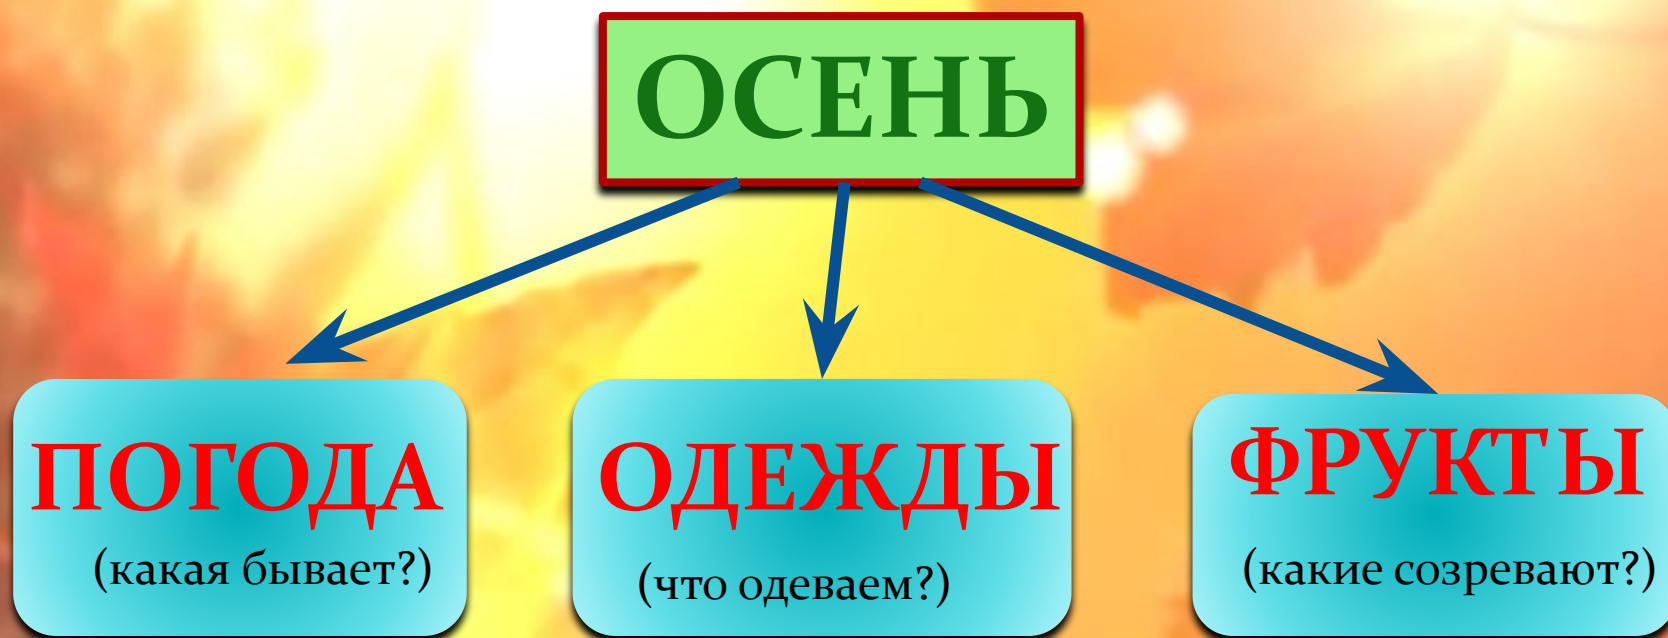 ОСЕНЬ
ПОГОДА
(какая бывает?)
ОДЕЖДЫ
(что одеваем?)
ФРУКТЫ
(какие созревают?)